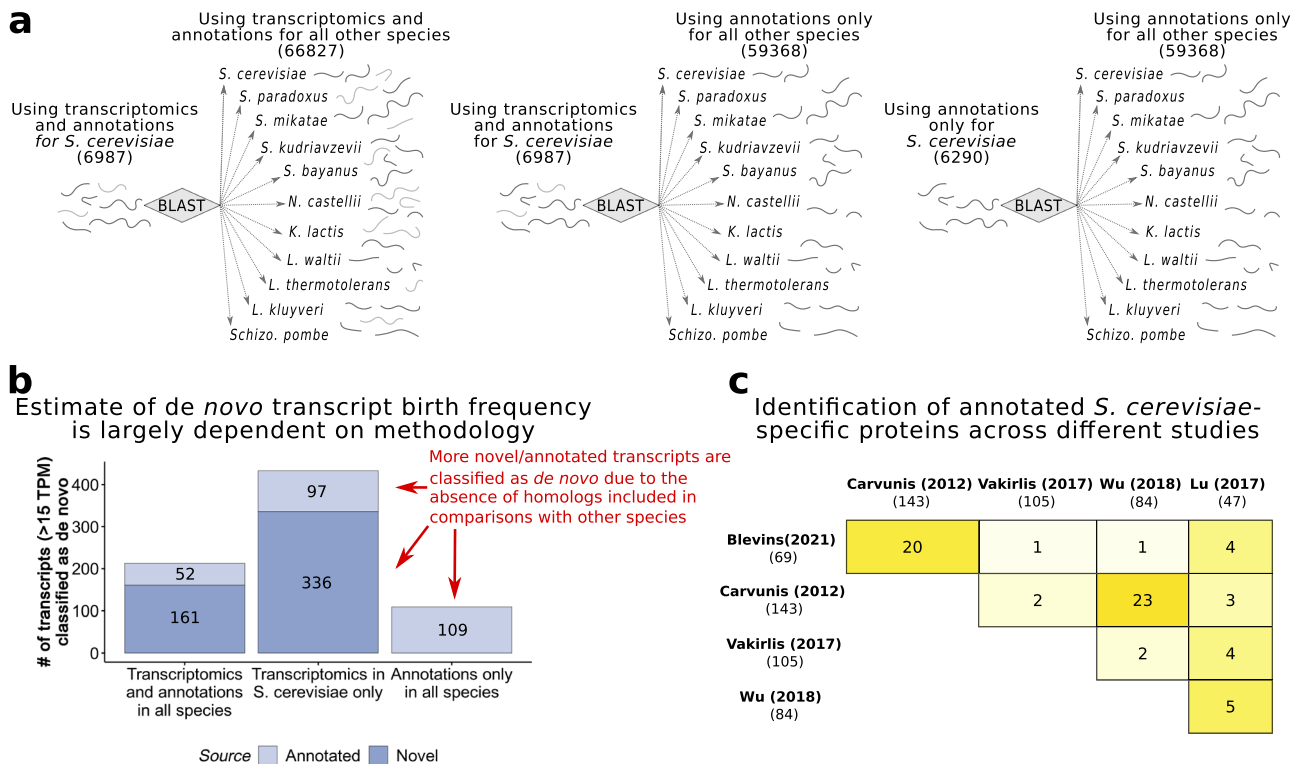 a
Using transcriptomics and
annotations for all other species
(66827)
Using transcriptomics
and annotations
for S. cerevisiae
(6987)
BLAST
S. cerevisiae
S. paradoxus
S. mikatae
S. kudriavzevii
S. bayanus
N. castellii
K. lactis
L. waltii
L. thermotolerans
L. kluyveri
Schizo. pombe
Using annotations only
for all other species
(59368)
Using transcriptomics
and annotations
for S. cerevisiae
(6987)
BLAST
S. cerevisiae
S. paradoxus
S. mikatae
S. kudriavzevii
S. bayanus
N. castellii
K. lactis
L. waltii
L. thermotolerans
L. kluyveri
Schizo. pombe
Using annotations only
for all other species
(59368)
Using annotations
only for
S. cerevisiae
(6290)
BLAST
S. cerevisiae
S. paradoxus
S. mikatae
S. kudriavzevii
S. bayanus
N. castellii
K. lactis
L. waltii
L. thermotolerans
L. kluyveri
Schizo. pombe
b
Estimate of de novo transcript birth frequency
is largely dependent on methodology
# of transcripts (>15 TPM)
classified as de novo
400
300
200
100
0
52
161
97
336
109
More novel/annotated transcripts are
classified as de novo due to the
absence of homologs included in
comparisons with other species
Transcriptomics
and annotations
in all species
Transcriptomics in
S. cerevisiae only
Annotations only
in all species
Source Annotated Novel
c
Identification of annotated S. cerevisiae-
specific proteins across different studies
Carvunis (2012) Vakirlis (2017) Wu (2018) Lu (2017)
(143) (105) (84) (47)
Blevins(2021)
(69)
20 1 1 4
Carvunis (2012)
(143)
2 23 3
Vakirlis (2017)
(105)
2 4
Wu (2018)
(84)
5